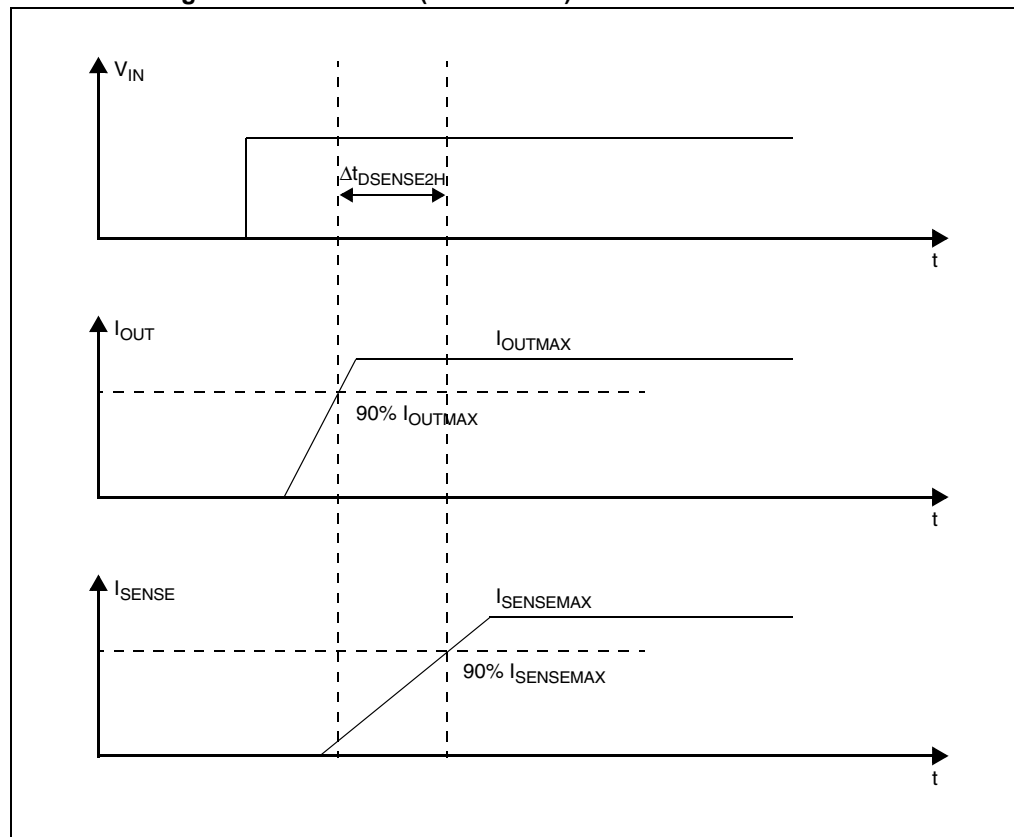 V_IN
Δt_DSENSE2H
t
I_OUT
I_OUTMAX
90% I_OUTMAX
t
I_SENSE
I_SENSEMAX
90% I_SENSEMAX
t